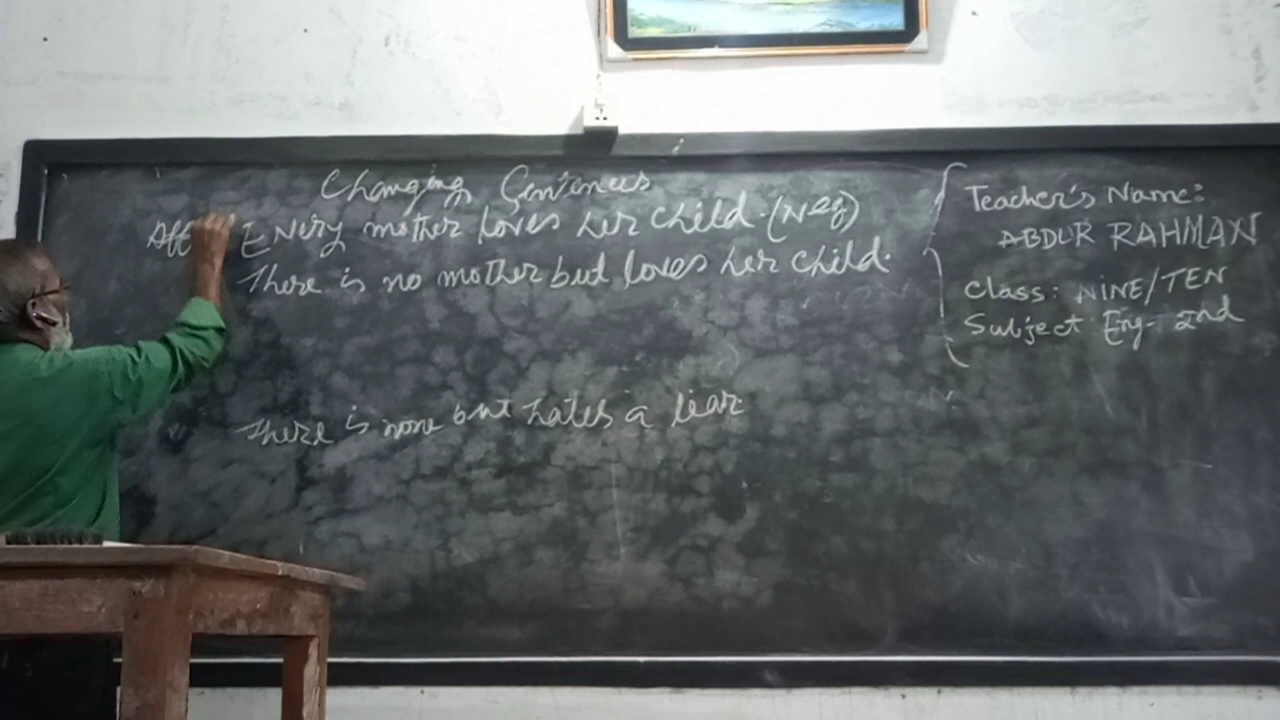 Changing Sentences
Aff Every mother loves her child. (Neg)
There is no mother but loves her child.
There is none but hates a liar.
Teacher's Name:
ABDUR RAHMAN
Class: NINE/TEN
Subject Eng- 2nd